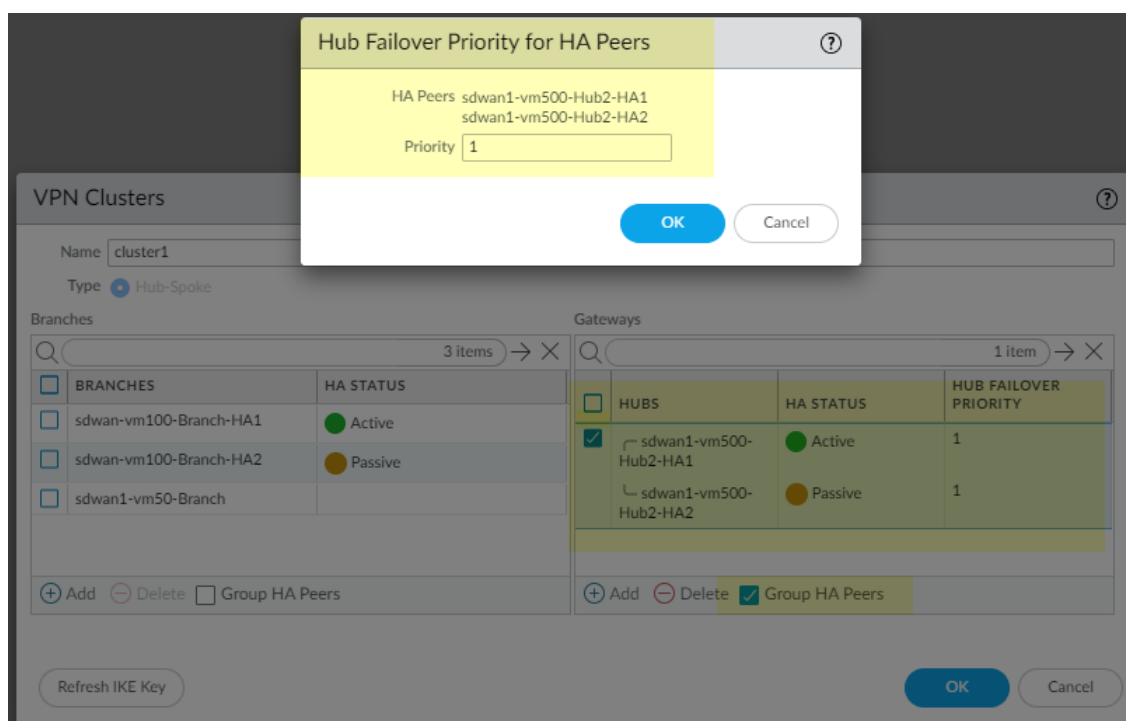 Hub Failover Priority for HA Peers
HA Peers sdwan1-vm500-Hub2-HA1
sdwan1-vm500-Hub2-HA2
Priority 1
OK Cancel
VPN Clusters
Name cluster1
Type Hub-Spoke
Branches
3 items
BRANCHES HA STATUS
sdwan-vm100-Branch-HA1 Active
sdwan-vm100-Branch-HA2 Passive
sdwan1-vm50-Branch
Add Delete Group HA Peers
Gateways
1 item
HUBS HA STATUS HUB FAILOVER
PRIORITY
sdwan1-vm500- Active 1
Hub2-HA1
sdwan1-vm500- Passive 1
Hub2-HA2
Add Delete Group HA Peers
Refresh IKE Key
OK Cancel